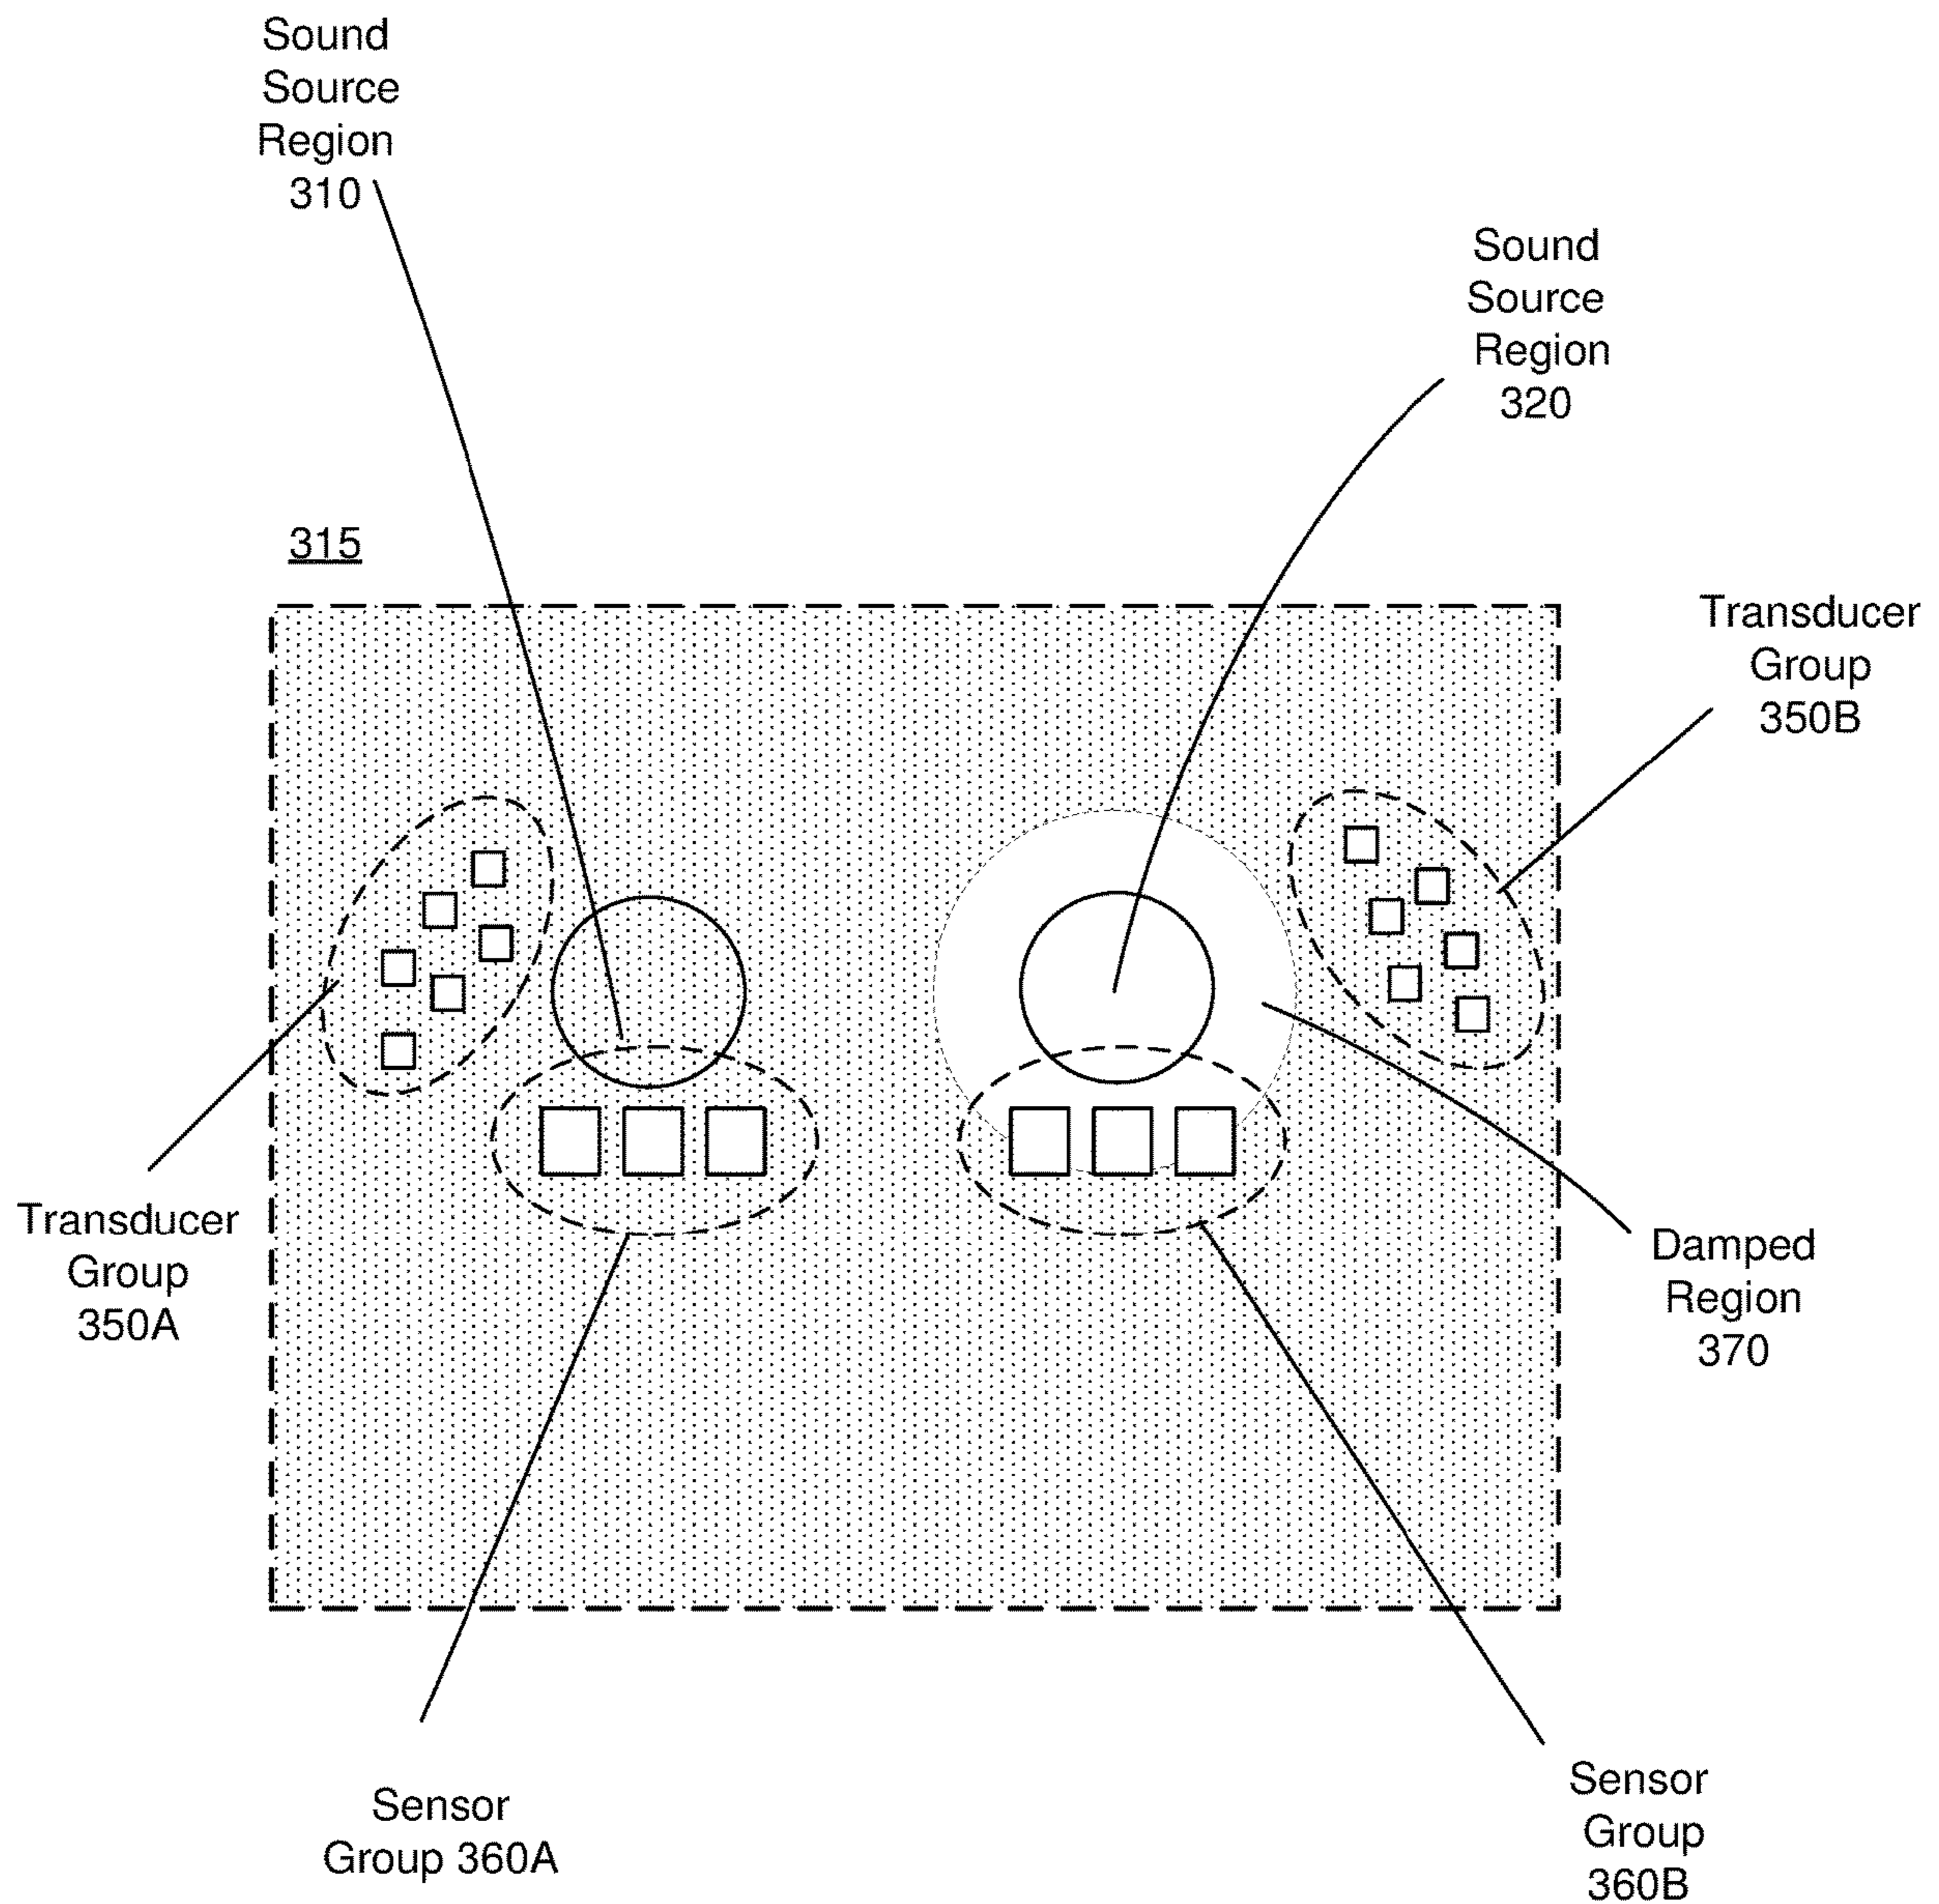 Sound
Source
Region
310
Sound
Source
Region
320
315
Transducer
Group
350B
Transducer
Group
350A
Damped
Region
370
Sensor
Group 360A
Sensor
Group
360B